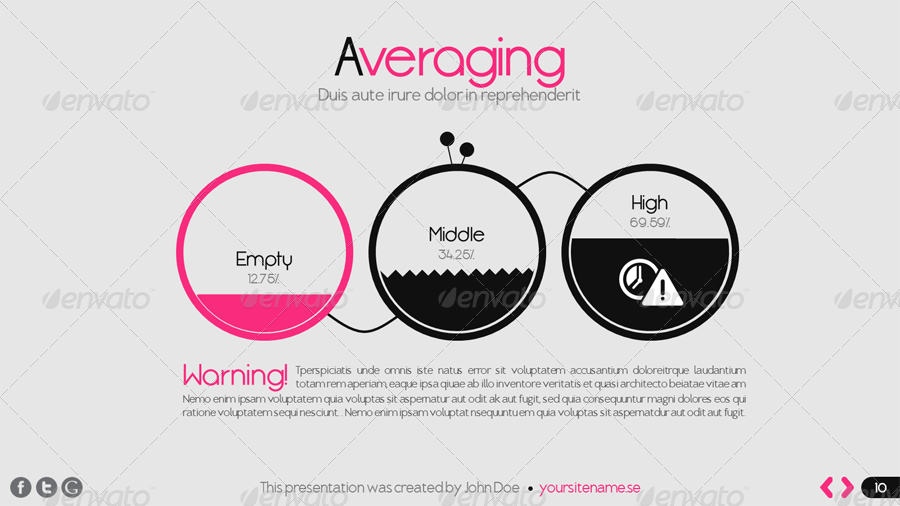 Averaging
Duis aute irure dolor in reprehenderit
Empty
12.75%
Middle
34.25%
High
69.59%
Warning!
Tperspiciatis unde omnis iste natus error sit voluptatem accusantium doloreitrque laudantium
totam rem aperiam, eaque ipsa qiuae ab illo inventore veritatis et quasi architecto beiatae vitae am
Nemo enim ipsam voluptatem quia voluptas sit aspernatur aut odit ak aut fugit, sed quia consequuntur magni dolores eos qui
ratione voluptatem sequi nesciunt. . Nemo enim ipsam voluptat nsequuntu em quia voluptas sit aspernatdur aut odit aut fugit.
This presentation was created by John Doe • yoursitename.se
10
envato